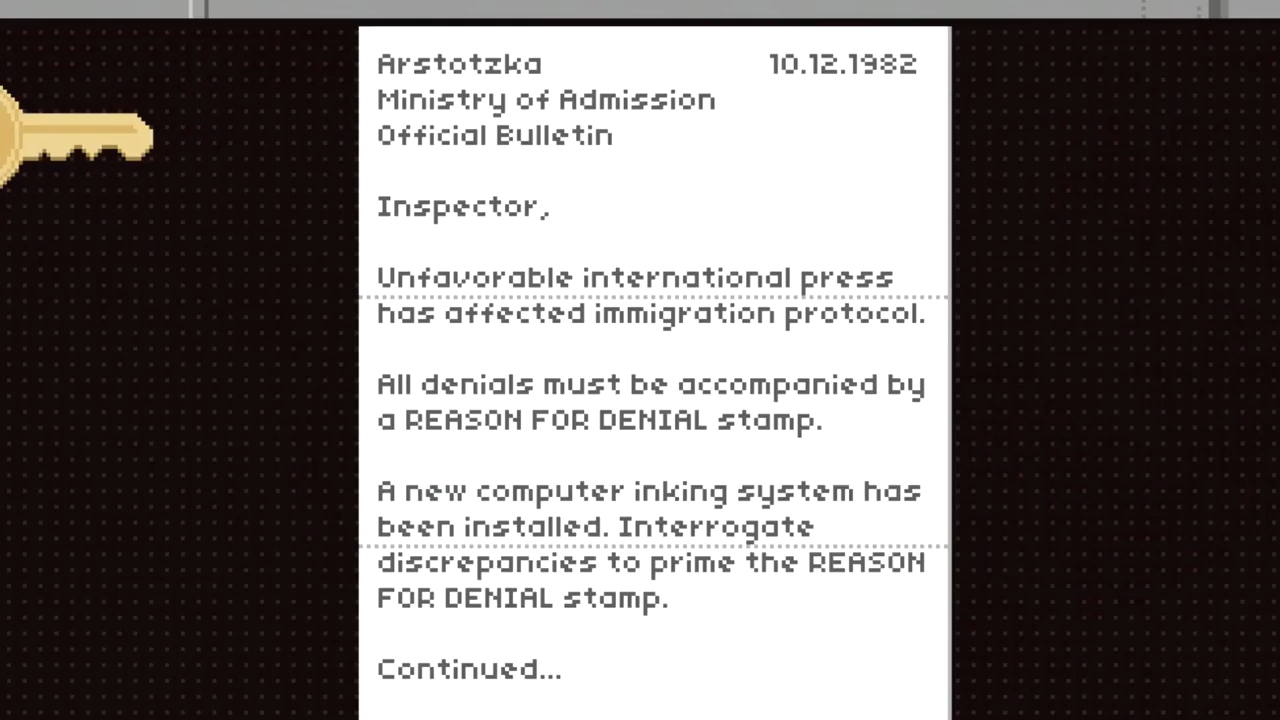 Arstotzka 10.12.1982
Ministry of Admission
Official Bulletin
Inspector,
Unfavorable international press
has affected immigration protocol.
All denials must be accompanied by
a REASON FOR DENIAL stamp.
A new computer inking system has
been installed. Interrogate
discrepancies to prime the REASON
FOR DENIAL stamp.
Continued...